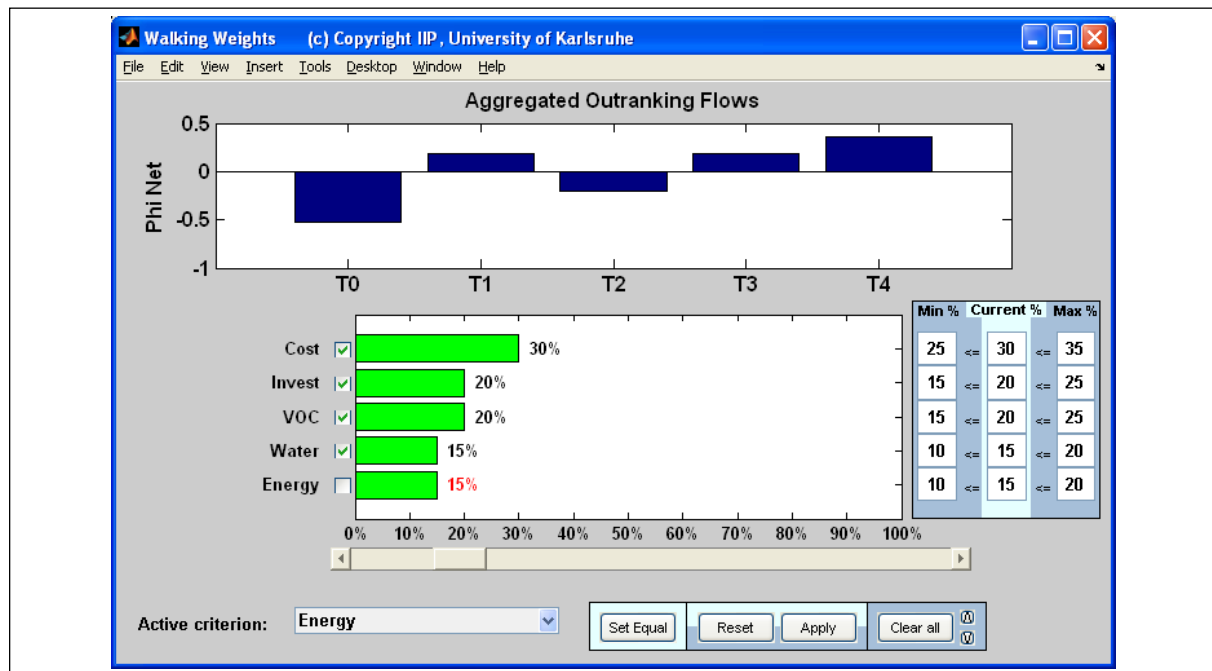 Walking Weights (c) Copyright IIP, University of Karlsruhe
File Edit View Insert Tools Desktop Window Help
Aggregated Outranking Flows
Phi Net
0.5
0
-0.5
-1
T0 T1 T2 T3 T4
Min % Current % Max %
Cost 30% 25 <= 30 <= 35
Invest 20% 15 <= 20 <= 25
VOC 20% 15 <= 20 <= 25
Water 15% 10 <= 15 <= 20
Energy 15% 10 <= 15 <= 20
0% 10% 20% 30% 40% 50% 60% 70% 80% 90% 100%
Active criterion: Energy Set Equal Reset Apply Clear all